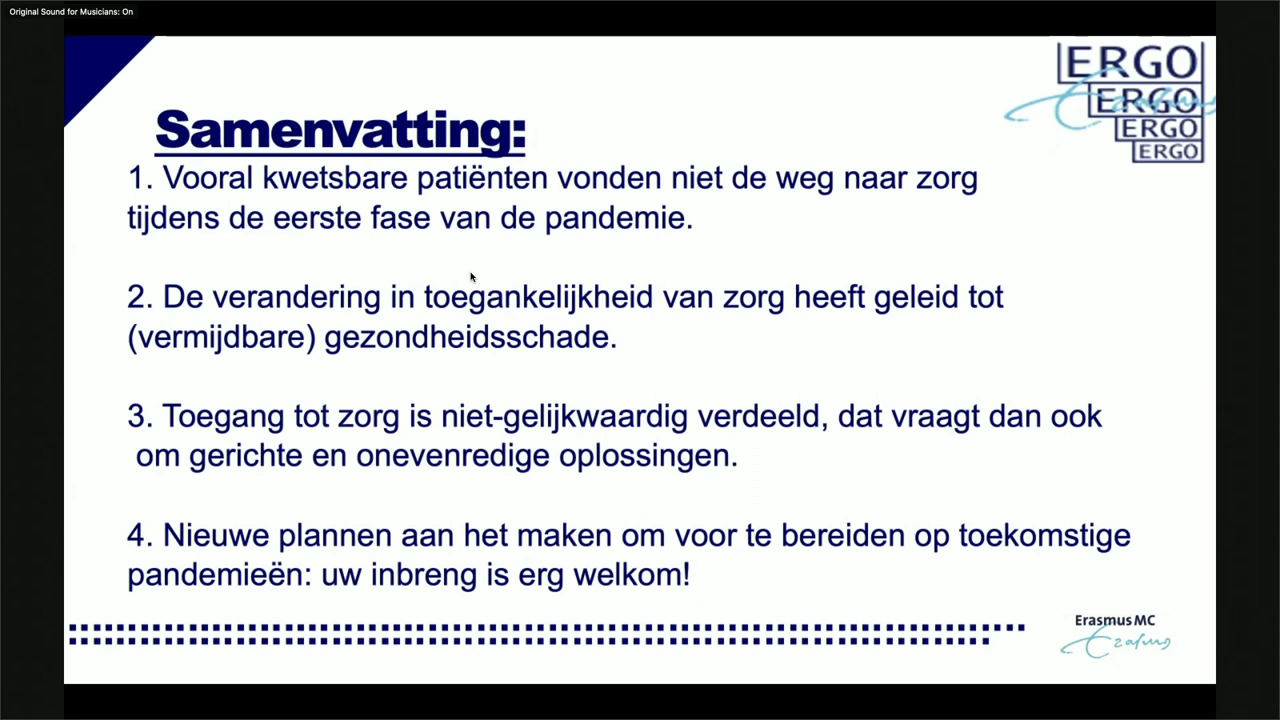 Original Sound for Musicians: On
ERGO
ERGO
ERGO
ERGO
Erasmus
Samenvatting:
1. Vooral kwetsbare patiënten vonden niet de weg naar zorg
tijdens de eerste fase van de pandemie.
2. De verandering in toegankelijkheid van zorg heeft geleid tot
(vermijdbare) gezondheidsschade.
3. Toegang tot zorg is niet-gelijkwaardig verdeeld, dat vraagt dan ook
om gerichte en onevenredige oplossingen.
4. Nieuwe plannen aan het maken om voor te bereiden op toekomstige
pandemieën: uw inbreng is erg welkom!
Erasmus MC
Erasmus